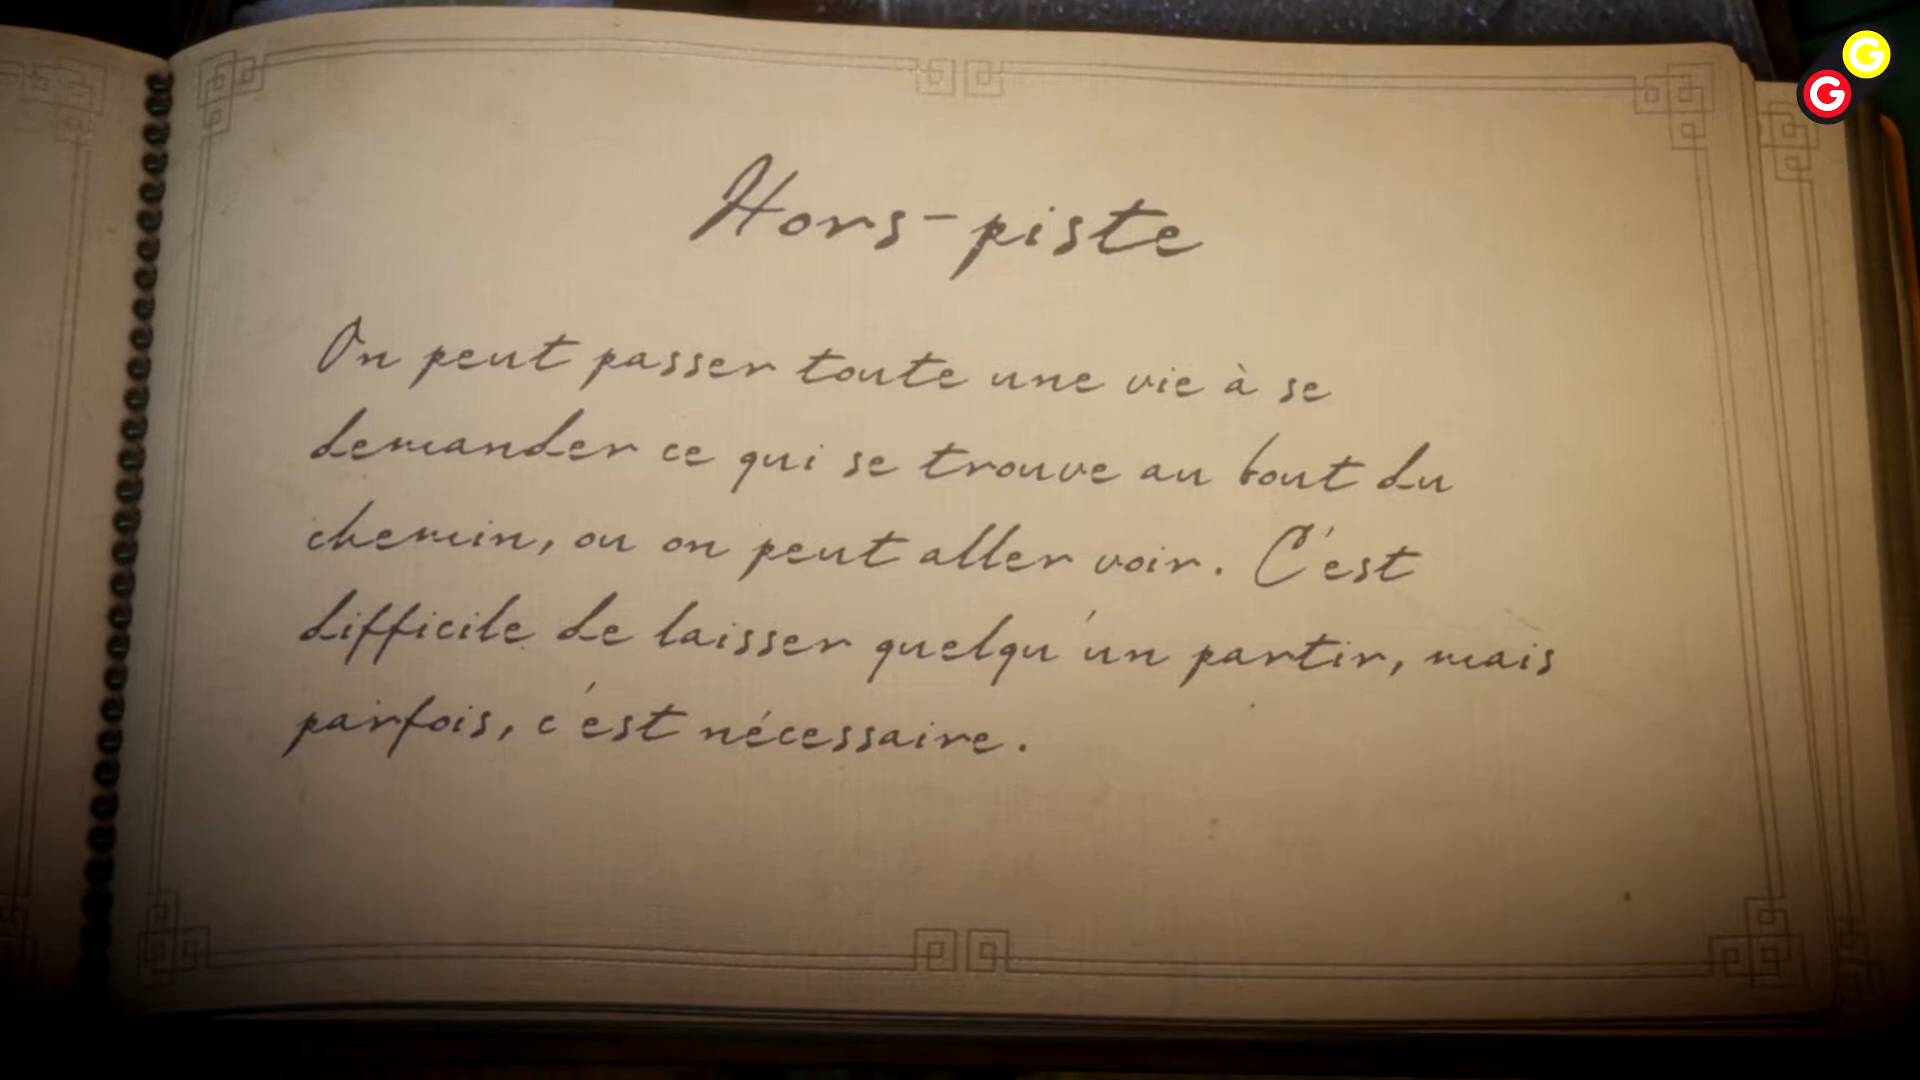 Hors-piste
On peut passer toute une vie à se
demander ce qui se trouve au bout du
chemin, ou on peut aller voir. C'est
difficile de laisser quelqu'un partir, mais
parfois, c'est nécessaire.
G
G